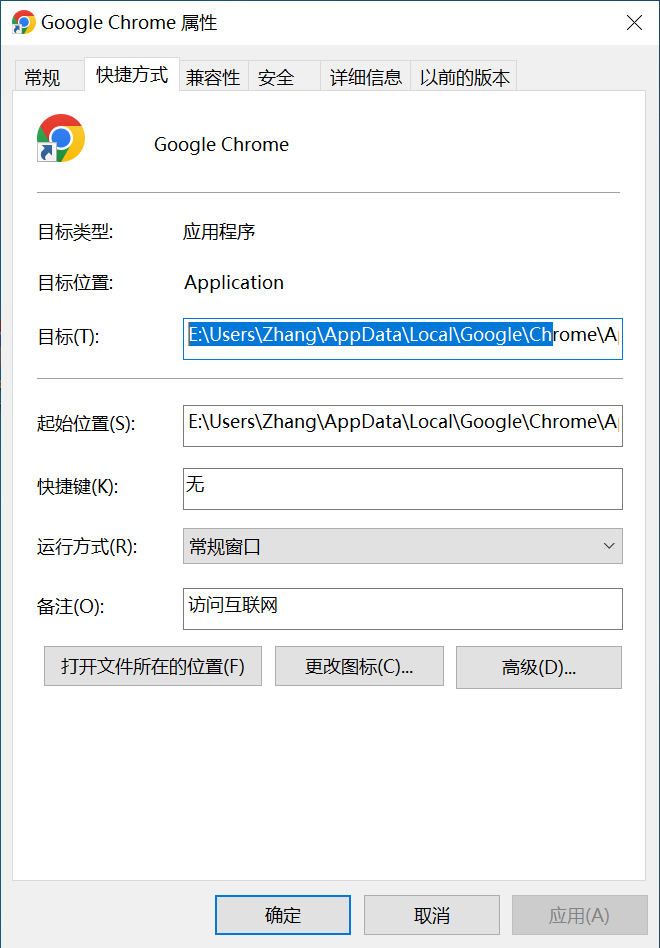 Google Chrome 属性
常规 快捷方式 兼容性 安全 详细信息 以前的版本
Google Chrome
目标类型: 应用程序
目标位置: Application
目标(T): E:\Users\Zhang\AppData\Local\Google\Chrome\A
起始位置(S): E:\Users\Zhang\AppData\Local\Google\Chrome\A
快捷键(K): 无
运行方式(R): 常规窗口
备注(O): 访问互联网
打开文件所在的位置(F) 更改图标(C)... 高级(D)...
确定 取消 应用(A)